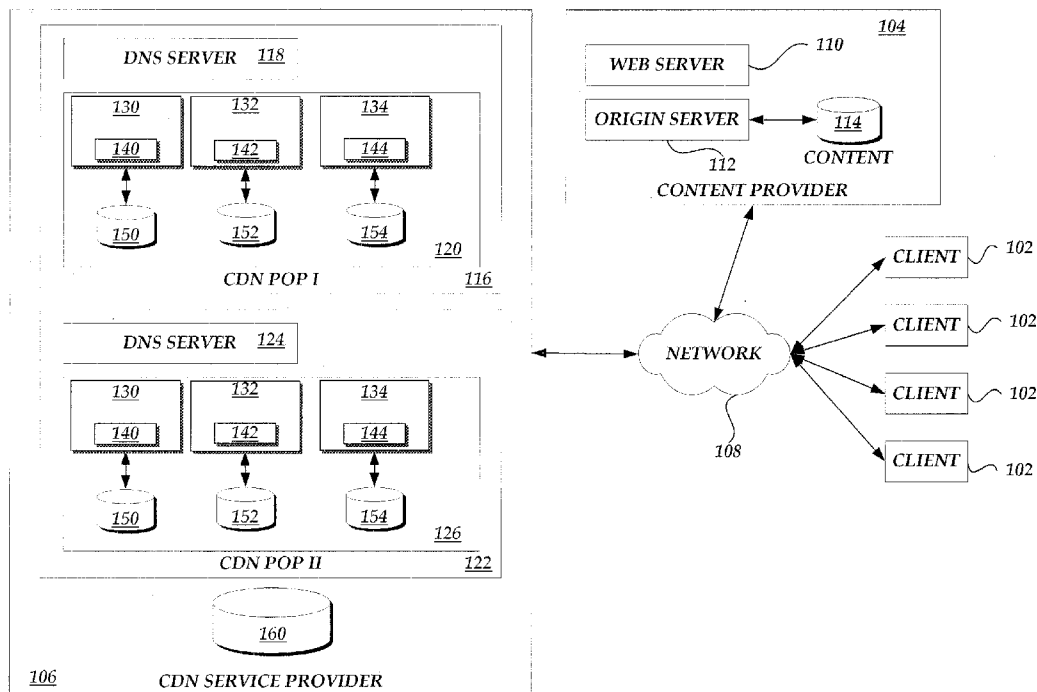 DNS SERVER 118
130 132 134
140 142 144
150 152 154
120
CDN POP I 116
DNS SERVER 124
130 132 134
140 142 144
150 152 154
126
CDN POP II 122
160
106 CDN SERVICE PROVIDER
104
WEB SERVER 110
ORIGIN SERVER 114
112 CONTENT
CONTENT PROVIDER
NETWORK
108
CLIENT 102
CLIENT 102
CLIENT 102
CLIENT 102